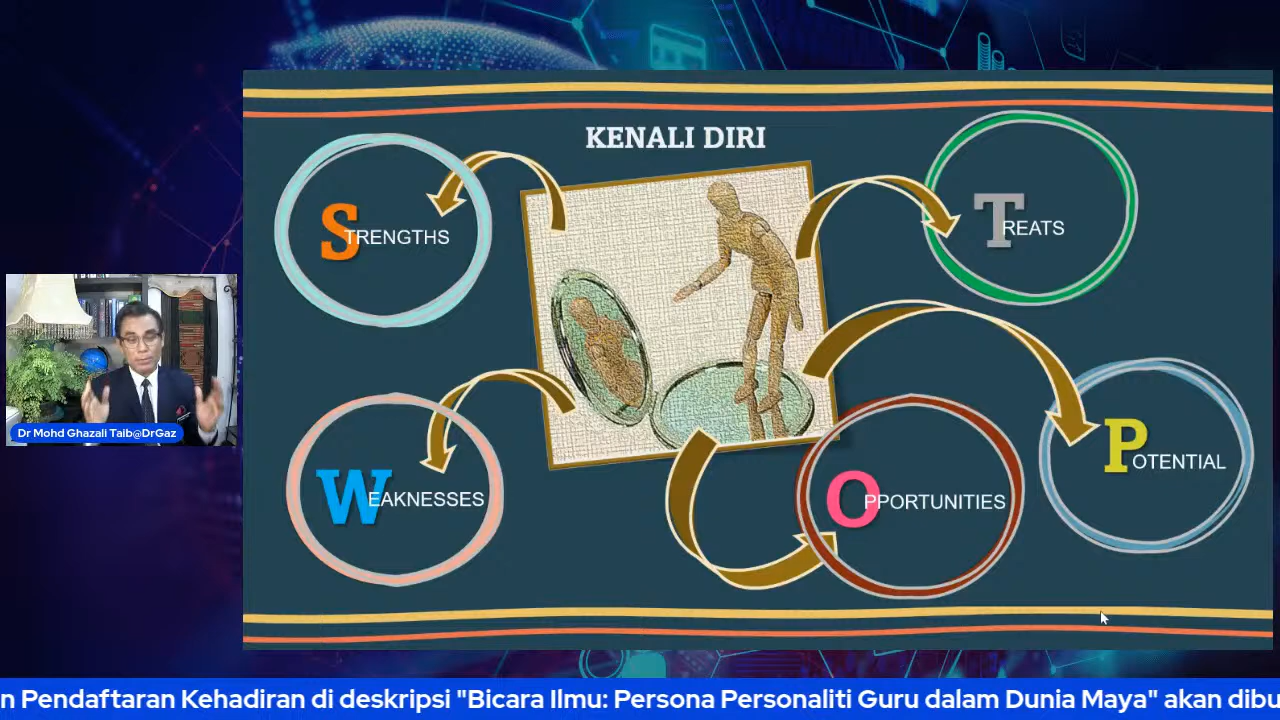 KENALI DIRI
STRENGTHS
TREATS
WEAKNESSES
OPPORTUNITIES
POTENTIAL
Dr Mohd Ghazali Taib@DrGaz
n Pendaftaran Kehadiran di deskripsi "Bicara Ilmu: Persona Personaliti Guru dalam Dunia Maya" akan dibu